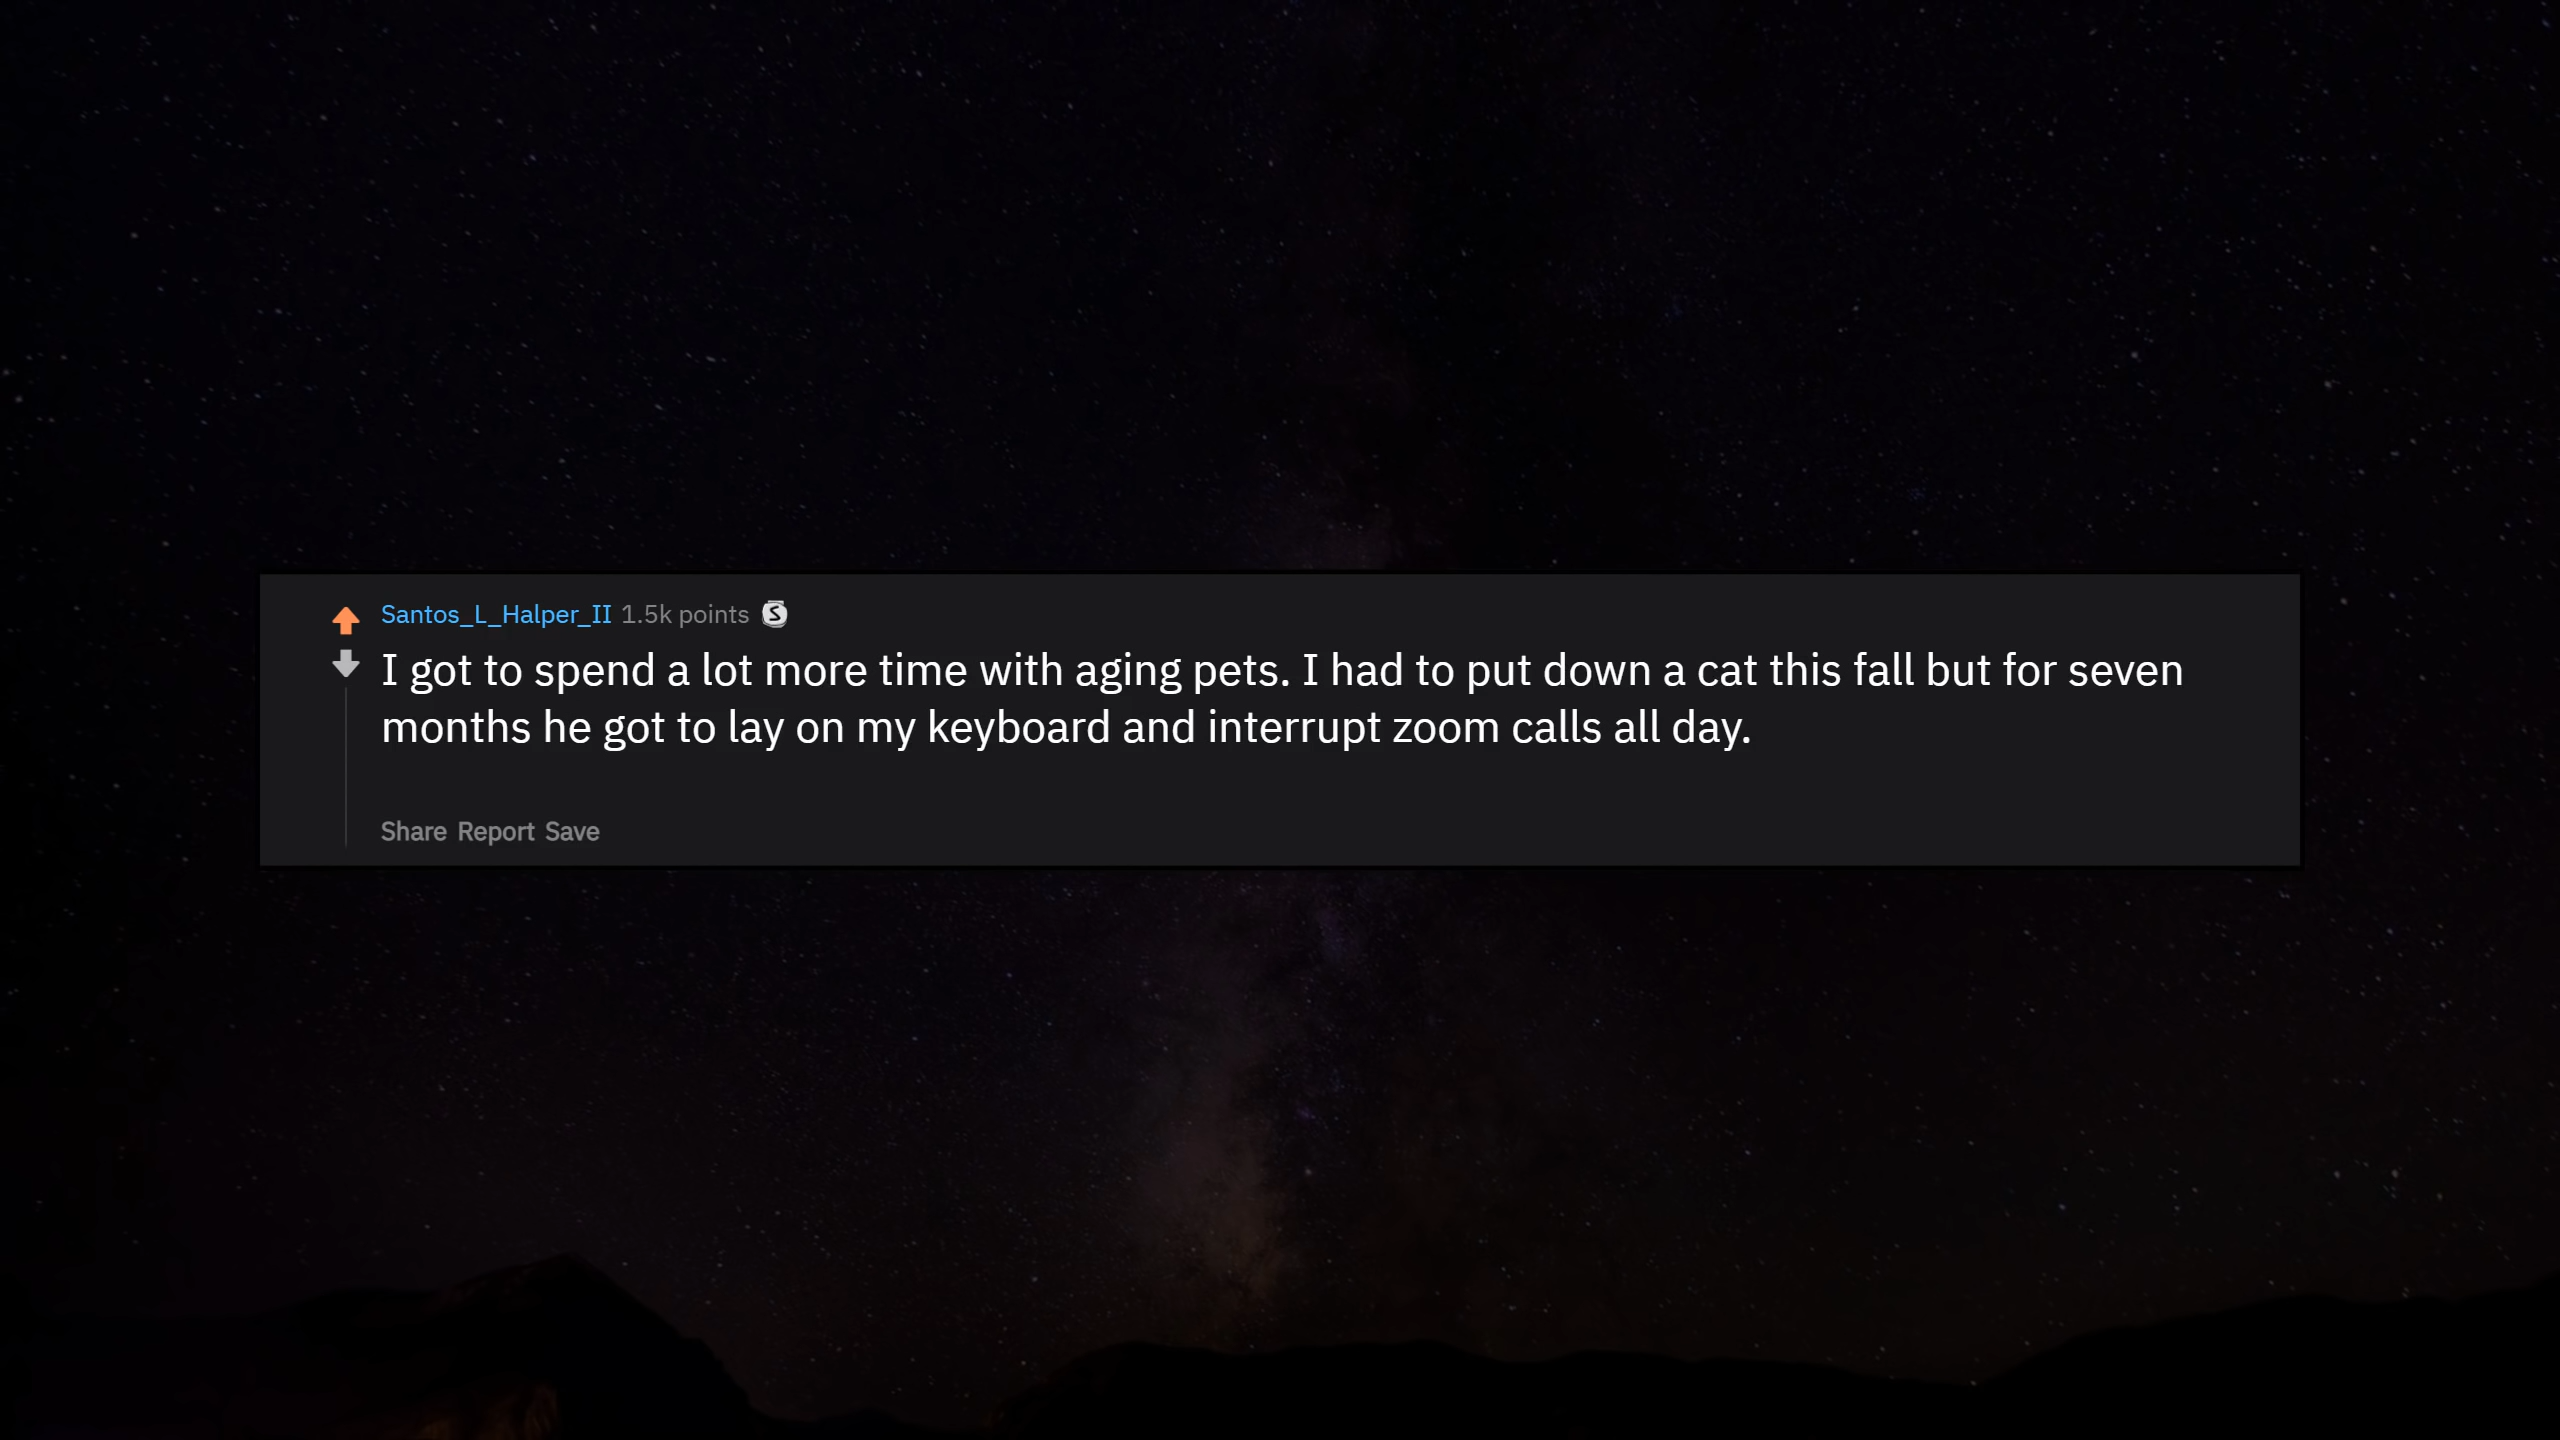 Santos_L_Halper_II 1.5k points S
I got to spend a lot more time with aging pets. I had to put down a cat this fall but for seven
months he got to lay on my keyboard and interrupt zoom calls all day.
Share Report Save